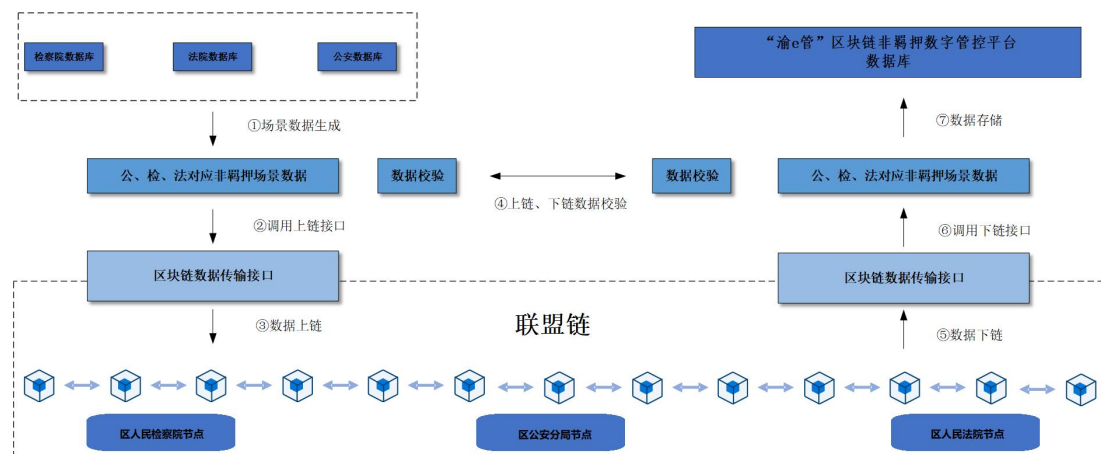 检察院数据库
法院数据库
公安数据库
“渝e管”区块链非羁押数字管控平台
数据库
①场景数据生成
⑦数据存储
公、检、法对应非羁押场景数据
数据校验
数据校验
公、检、法对应非羁押场景数据
④上链、下链数据校验
②调用上链接口
⑥调用下链接口
区块链数据传输接口
区块链数据传输接口
③数据上链
联盟链
⑤数据下链
区人民检察院节点
区公安分局节点
区人民法院节点